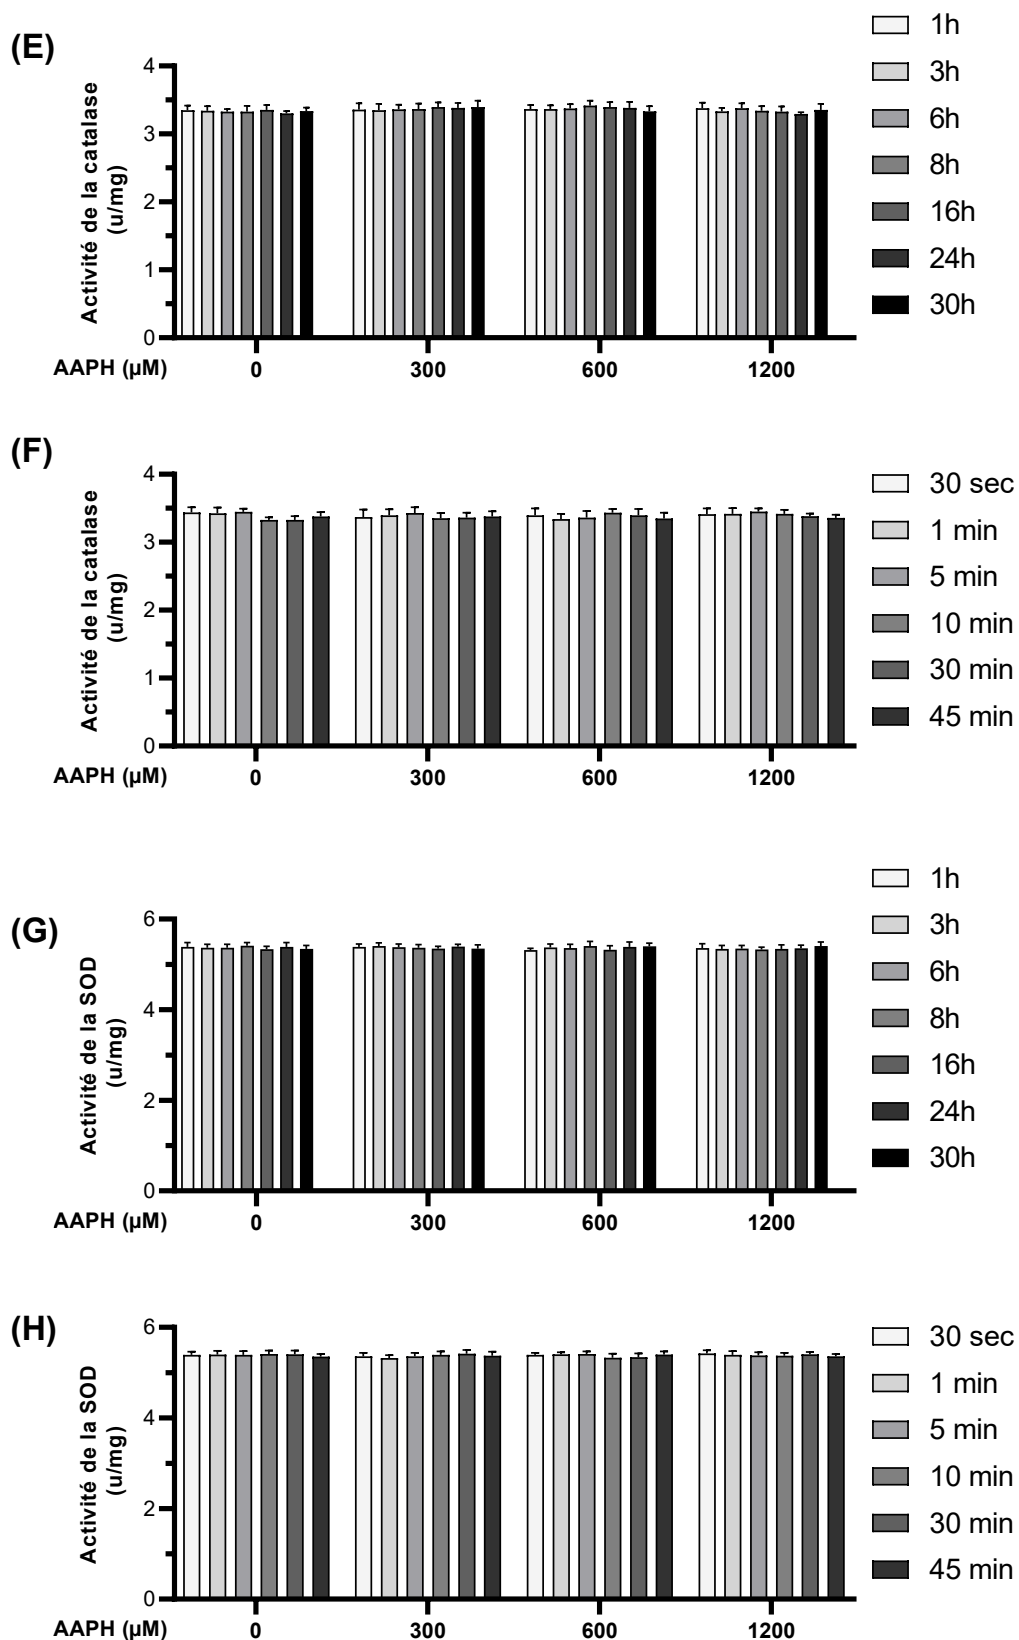 (E)
Activité de la catalase
(u/mg)
4
3
2
1
0
AAPH (µM)
0
300
600
1200
1h
3h
6h
8h
16h
24h
30h
(F)
Activité de la catalase
(u/mg)
4
3
2
1
0
AAPH (µM)
0
300
600
1200
30 sec
1 min
5 min
10 min
30 min
45 min
(G)
Activité de la SOD
(u/mg)
6
4
2
0
AAPH (µM)
0
300
600
1200
1h
3h
6h
8h
16h
24h
30h
(H)
Activité de la SOD
(u/mg)
6
4
2
0
AAPH (µM)
0
300
600
1200
30 sec
1 min
5 min
10 min
30 min
45 min